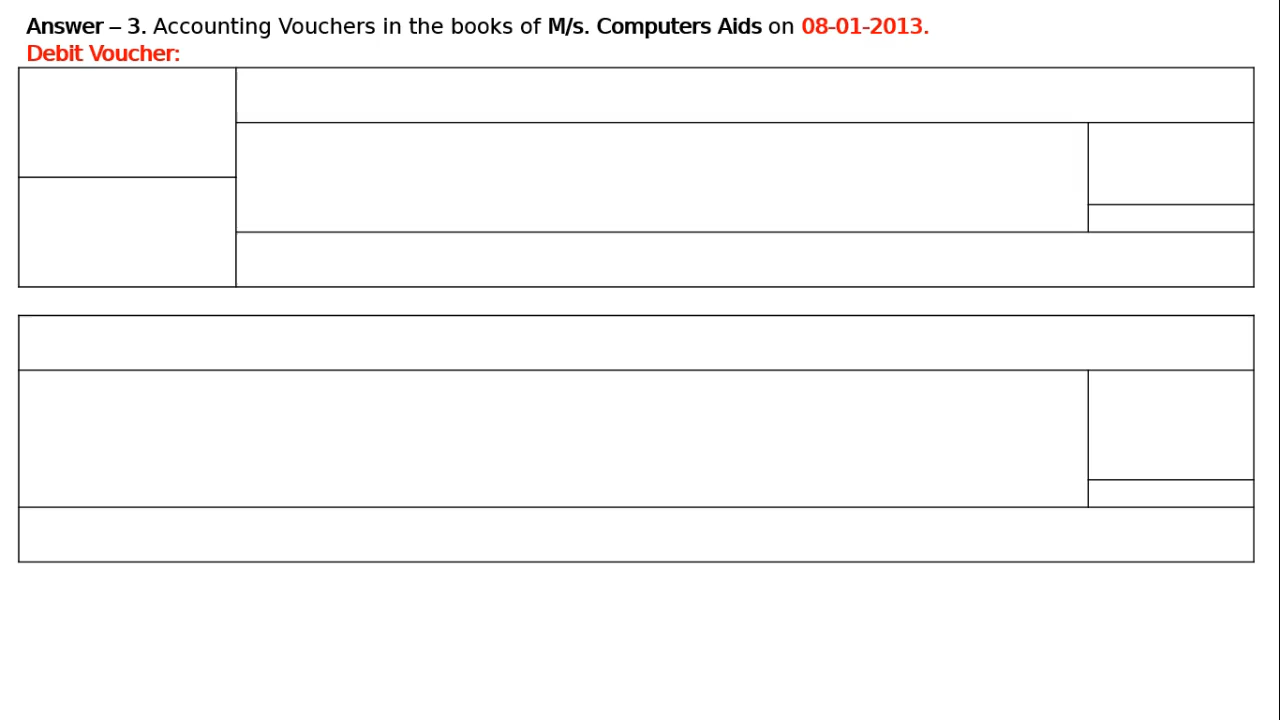 Answer – 3. Accounting Vouchers in the books of M/s. Computers Aids on 08-01-2013.
Debit Voucher: